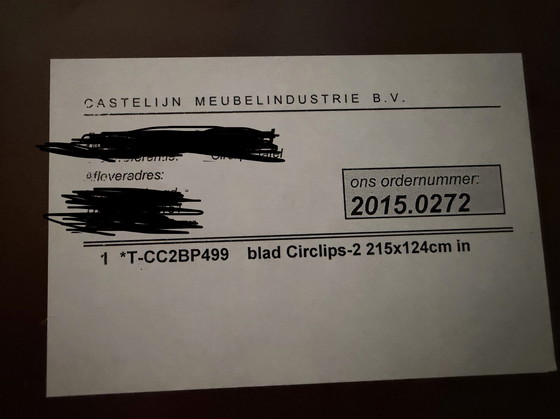 CASTELIJN MEUBELINDUSTRIE B.V.
afleveradres:
ons ordernummer:
2015.0272
1 *T-CC2BP499 blad Circlips-2 215x124cm in